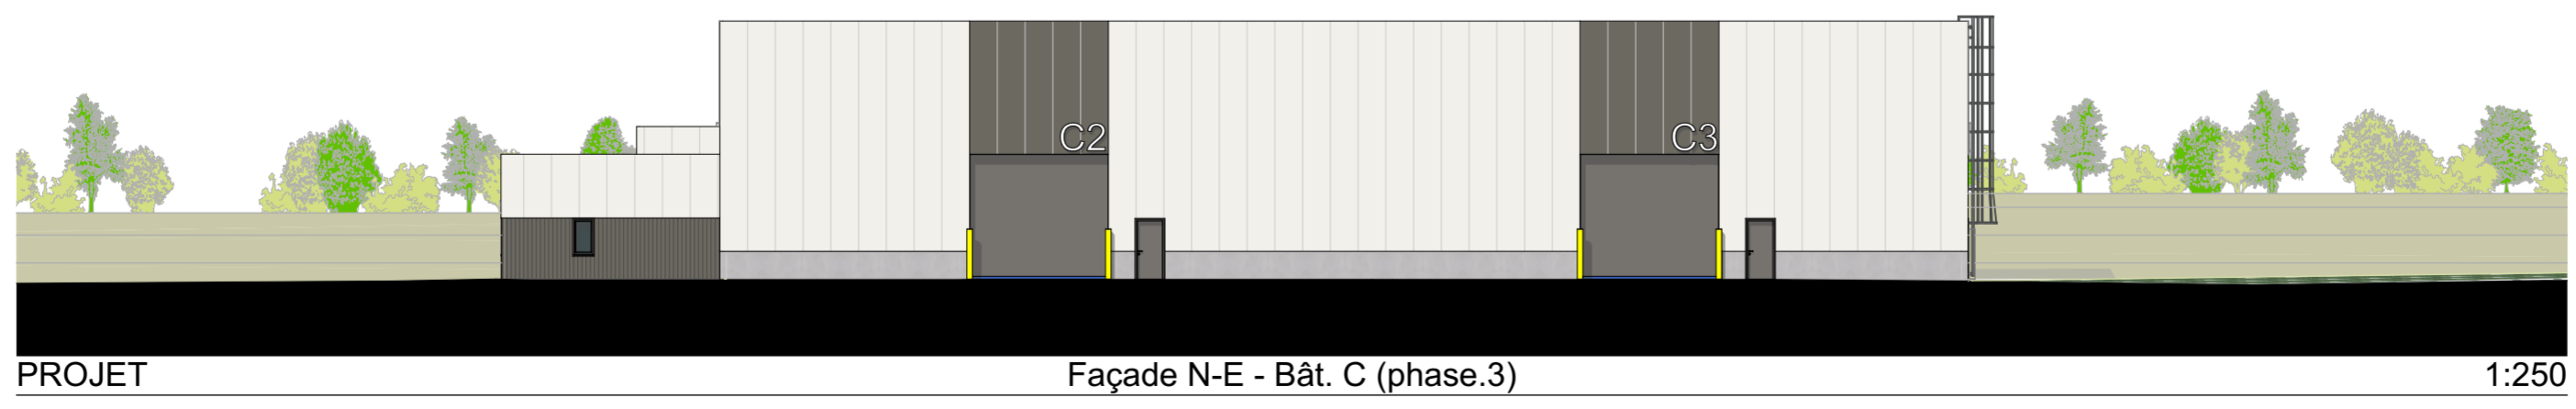 C2
C3
PROJET
Façade N-E - Bât. C (phase.3)
1:250